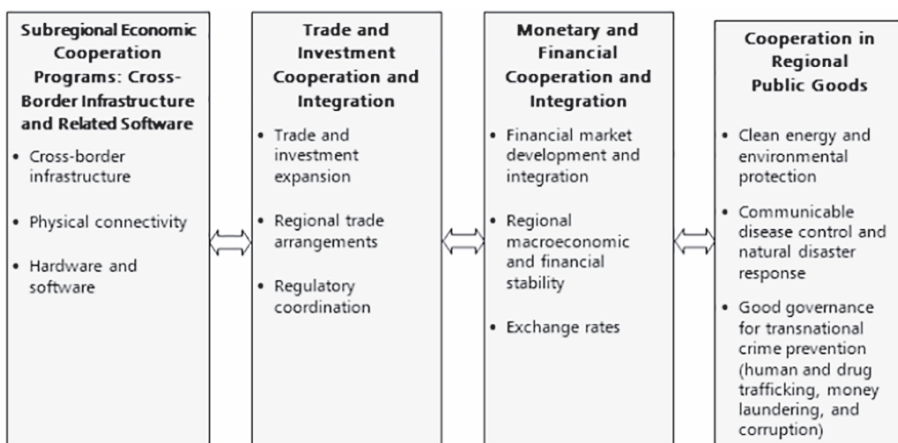 Subregional Economic
Cooperation
Programs: Cross-
Border Infrastructure
and Related Software
• Cross-border
infrastructure
• Physical connectivity
• Hardware and
software
Trade and
Investment
Cooperation and
Integration
• Trade and
investment
expansion
• Regional trade
arrangements
• Regulatory
coordination
Monetary and
Financial
Cooperation and
Integration
• Financial market
development and
integration
• Regional
macroeconomic
and financial
stability
• Exchange rates
Cooperation in
Regional
Public Goods
• Clean energy and
environmental
protection
• Communicable
disease control and
natural disaster
response
• Good governance
for transnational
crime prevention
(human and drug
trafficking, money
laundering, and
corruption)